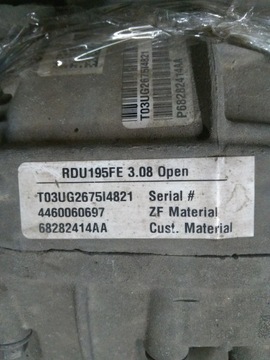 T03UG2675I4821
P68282414AA
RDU195FE 3.08 Open
T03UG2675I4821 Serial #
4460060697 ZF Material
68282414AA Cust. Material